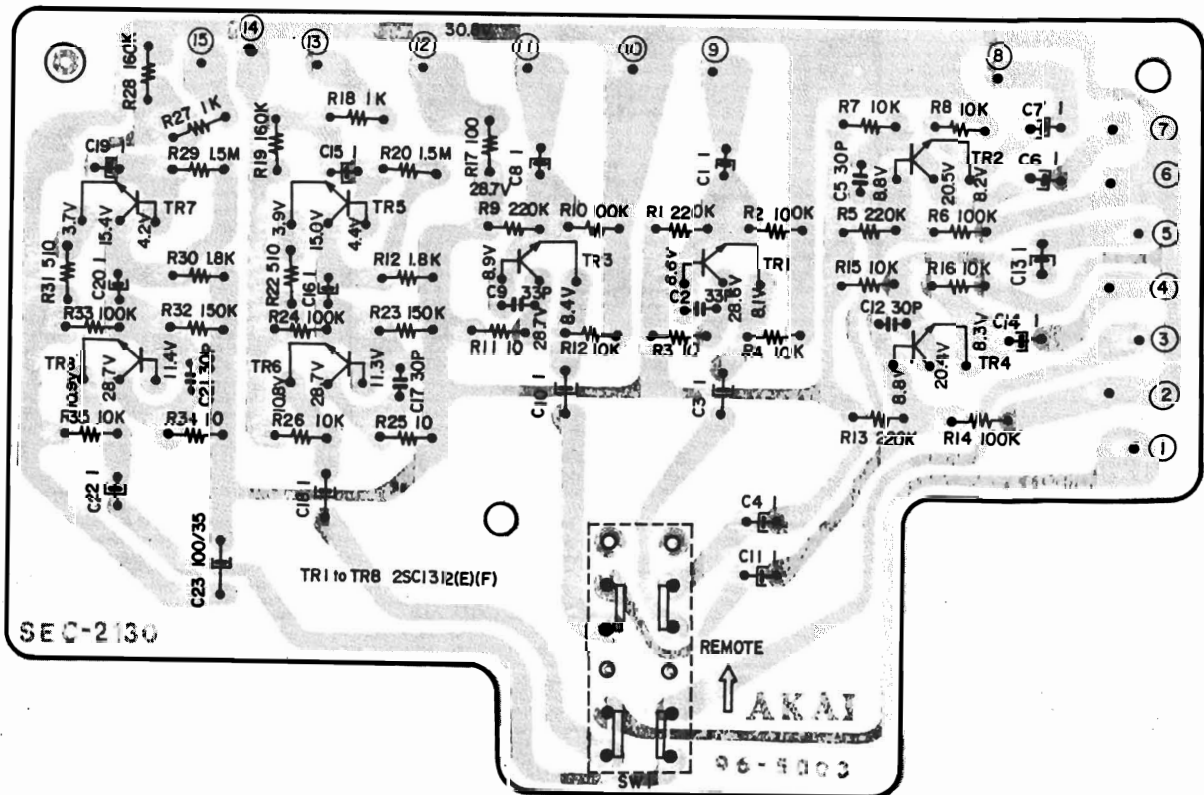 30.8V
15
14
13
12
11
10
9
8
R28 160K
R27 1K
R18 1K
R19 160K
R17 100
R7 10K
R8 10K
C7 1
7
C19 1
R29 1.5M
C15 1
R20 1.5M
28.7V
C8 1
C1 1
C5 30P
8.8V
TR2
20.5V
8.2V
C6 1
6
3.7V
15.4V
4.2V
TR7
3.9V
15.0V
4.4V
TR5
R9 220K
R10 100K
R1 220K
R2 100K
R5 220K
R6 100K
5
R31 510
C20 1
R30 1.8K
R22 510
C16 1
R12 1.8K
8.9V
TR3
28.7V
8.4V
8.6V
C2
33P
TR1
28.6V
8.1V
R15 10K
R16 10K
C13 1
4
R33 100K
R32 150K
R24 100K
R23 150K
R11 10
R12 10K
R3 10
R4 10K
C12 30P
8.3V
C14 1
3
28.7V
11.4V
C21 30P
TR6
10.8V
28.7V
11.3V
C17 30P
C10 1
C3 1
8.8V
20.4V
TR4
2
10K
R34 10
R26 10K
R25 10
R13 220K
R14 100K
1
C22 1
C18 1
C23 100/35
C4 1
C11 1
TR1 to TR8 2SC1312(E)(F)
SEC-2130
REMOTE
AKAI
96-5003
SW1